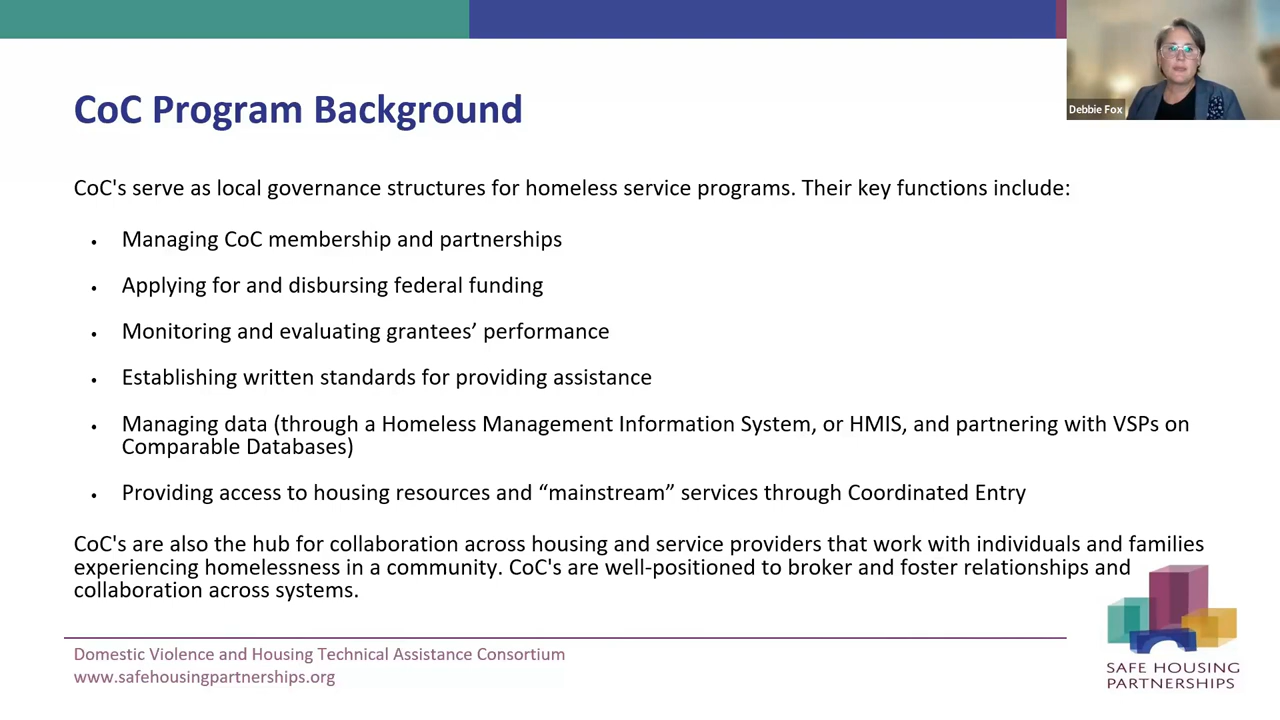 Debbie Fox
CoC Program Background
CoC's serve as local governance structures for homeless service programs. Their key functions include:
• Managing CoC membership and partnerships
• Applying for and disbursing federal funding
• Monitoring and evaluating grantees’ performance
• Establishing written standards for providing assistance
• Managing data (through a Homeless Management Information System, or HMIS, and partnering with VSPs on
Comparable Databases)
• Providing access to housing resources and “mainstream” services through Coordinated Entry
CoC's are also the hub for collaboration across housing and service providers that work with individuals and families
experiencing homelessness in a community. CoC's are well-positioned to broker and foster relationships and
collaboration across systems.
Domestic Violence and Housing Technical Assistance Consortium
www.safehousingpartnerships.org
SAFE HOUSING
PARTNERSHIPS